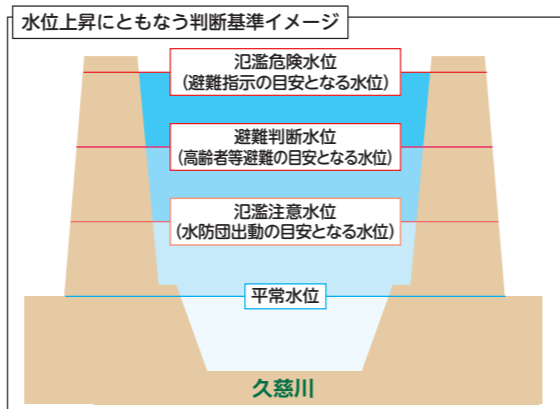 水位上昇にともなう判断基準イメージ
氾濫危険水位
(避難指示の目安となる水位)
避難判断水位
(高齢者等避難の目安となる水位)
氾濫注意水位
(水防団出動の目安となる水位)
平常水位
久慈川